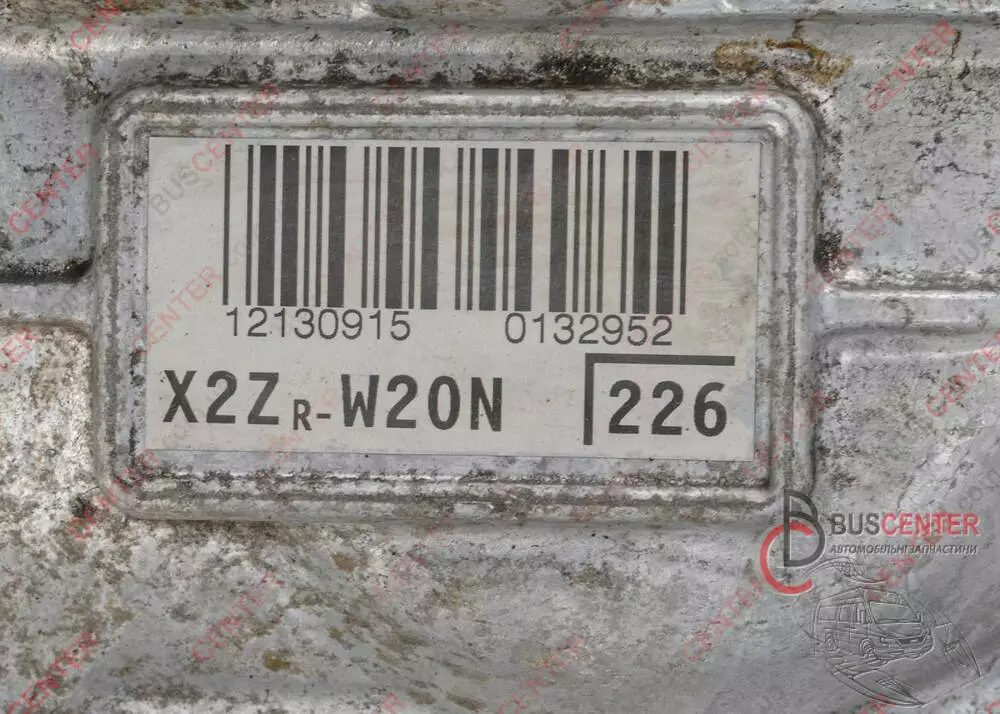 12130915 0132952
X2ZR-W20N 226
BUSCENTER
АВТОМОБІЛЬНІ ЗАПЧАСТИНИ